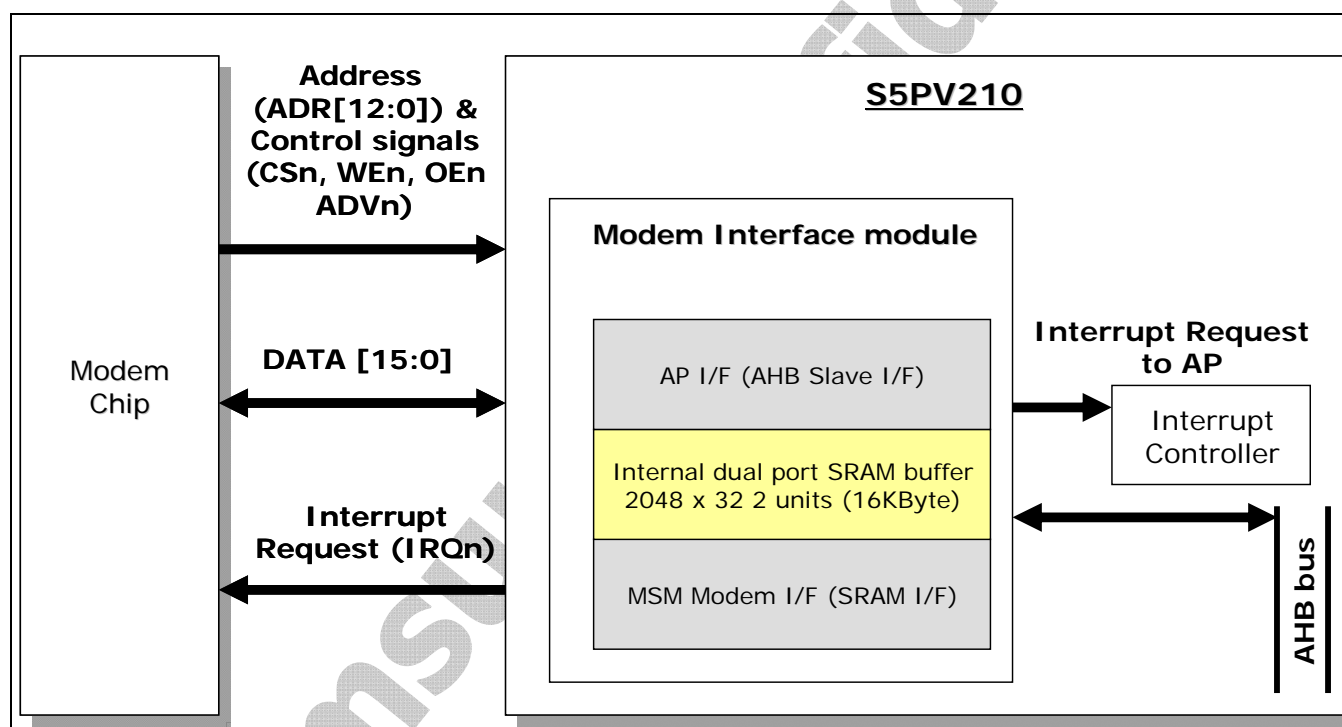 Modem
Chip
Address
(ADR[12:0]) &
Control signals
(CSn, WEn, OEn
ADVn)
DATA [15:0]
Interrupt
Request (IRQn)
S5PV210
Modem Interface module
AP I/F (AHB Slave I/F)
Internal dual port SRAM buffer
2048 x 32 2 units (16KByte)
MSM Modem I/F (SRAM I/F)
Interrupt Request
to AP
Interrupt
Controller
AHB bus